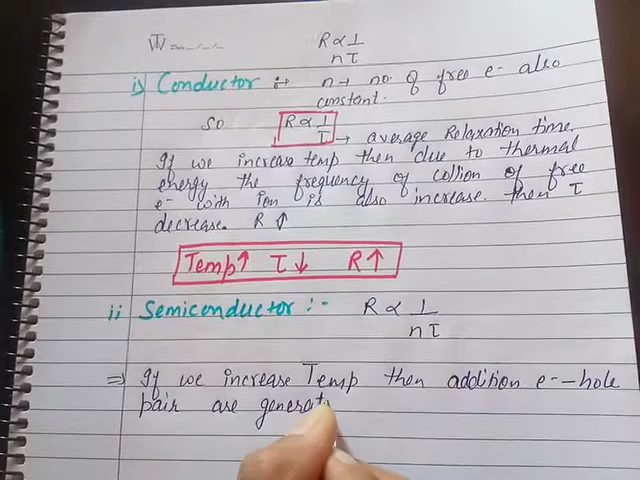 R ∝ 1/nτ
i) Conductor :→ n → no. of free e- also
constant.
so R ∝ 1/τ → average Relaxation time.
If we increase temp then due to thermal
energy the frequency of collion of free
e- with ion is also increase. then τ
decrease. R ↑
Temp↑ τ↓ R↑
ii Semiconductor :- R ∝ 1/nτ
⇒ If we increase Temp then addition e--hole
pair are generat